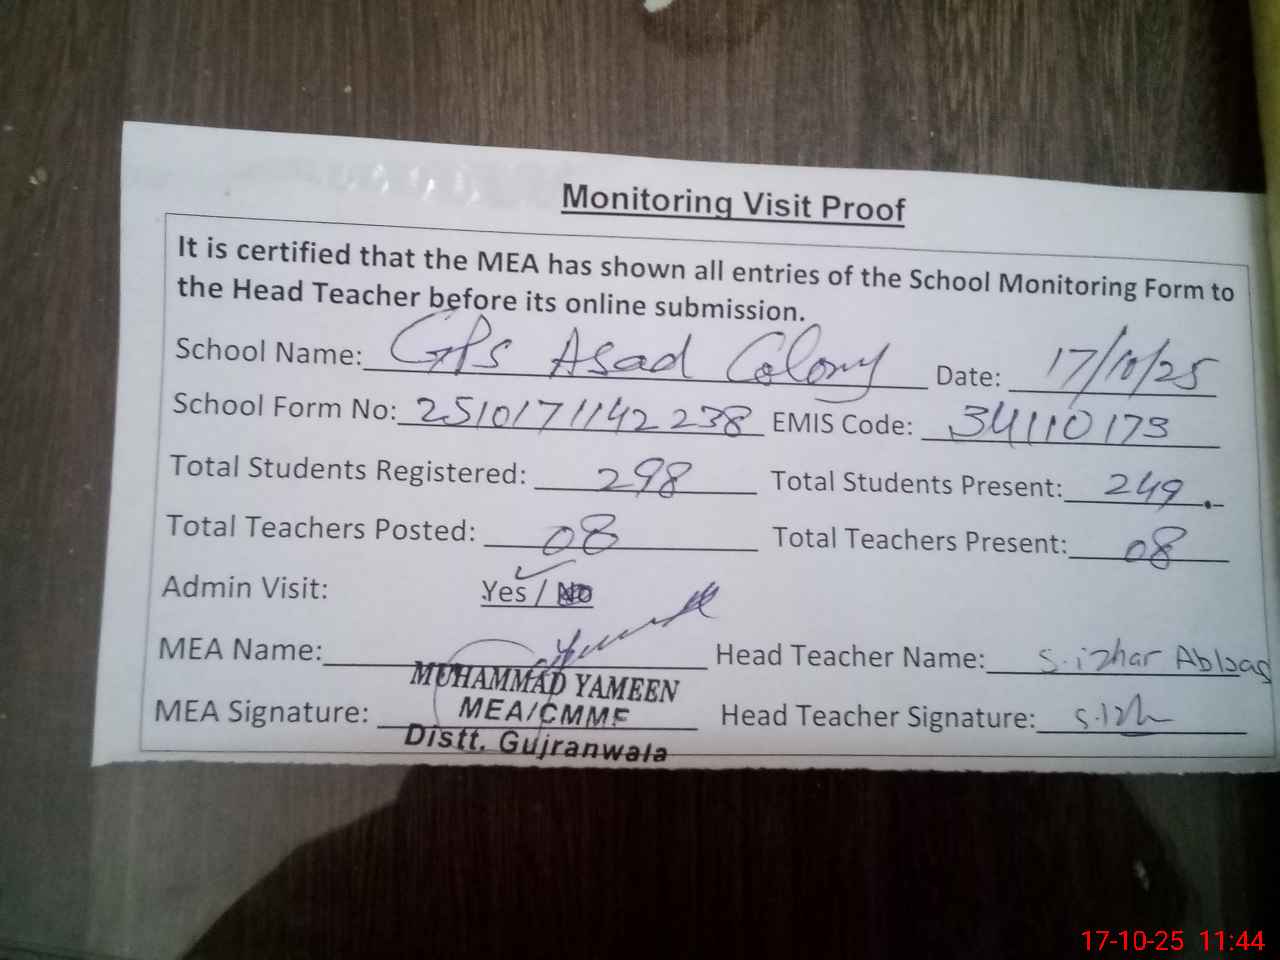 Monitoring Visit Proof
It is certified that the MEA has shown all entries of the School Monitoring Form to
the Head Teacher before its online submission.
School Name: GPS Asad Colony Date: 17/10/25
School Form No: 2510171142238 EMIS Code: 34110173
Total Students Registered: 298 Total Students Present: 249
Total Teachers Posted: 08 Total Teachers Present: 08
Admin Visit: Yes / No
MEA Name: Head Teacher Name: S.izhar Abbas
MUHAMMAD YAMEEN
MEA Signature: MEA/CMMF Head Teacher Signature:
Distt. Gujranwala
17-10-25 11:44